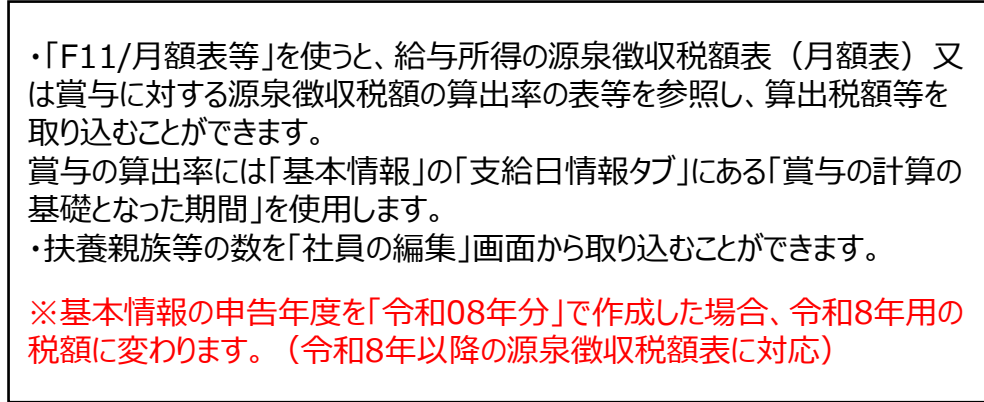 ・「F11/月額表等」を使うと、給与所得の源泉徴収税額表（月額表）又
は賞与に対する源泉徴収税額の算出率の表等を参照し、算出税額等を
取り込むことができます。
賞与の算出率には「基本情報」の「支給日情報タブ」にある「賞与の計算の
基礎となった期間」を使用します。
・扶養親族等の数を「社員の編集」画面から取り込むことができます。
※基本情報の申告年度を「令和08年分」で作成した場合、令和8年用の
税額に変わります。（令和8年以降の源泉徴収税額表に対応）